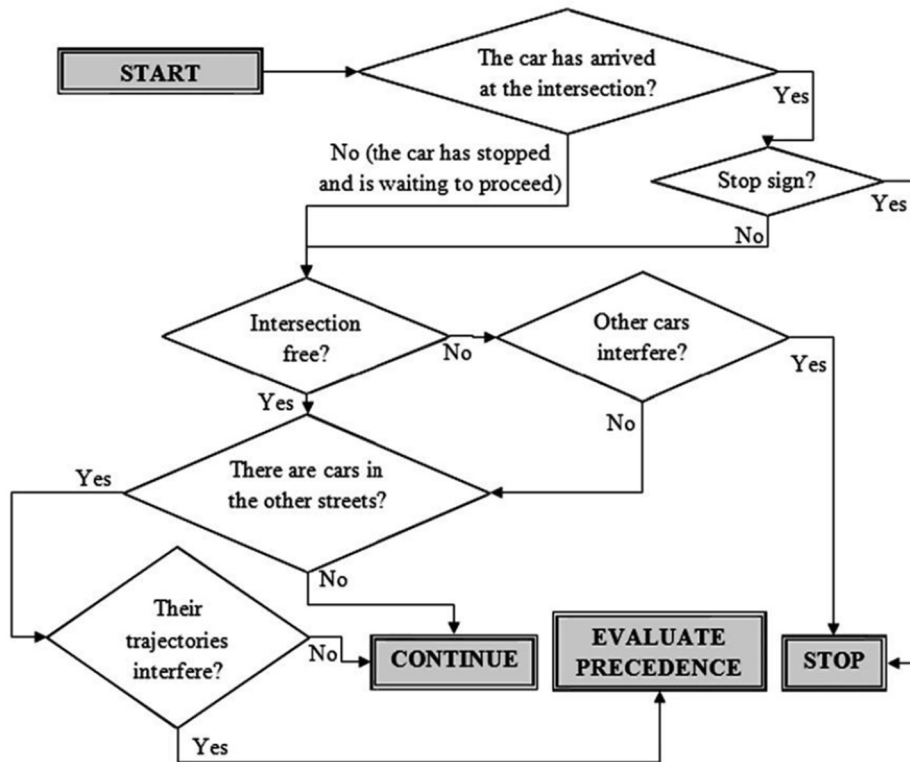 START
The car has arrived
at the intersection?
Yes
No (the car has stopped
and is waiting to proceed)
Stop sign?
Yes
No
Intersection
free?
No
Other cars
interfere?
Yes
Yes
No
There are cars in
the other streets?
Yes
No
Their
trajectories
interfere?
No
CONTINUE
EVALUATE
PRECEDENCE
STOP
Yes